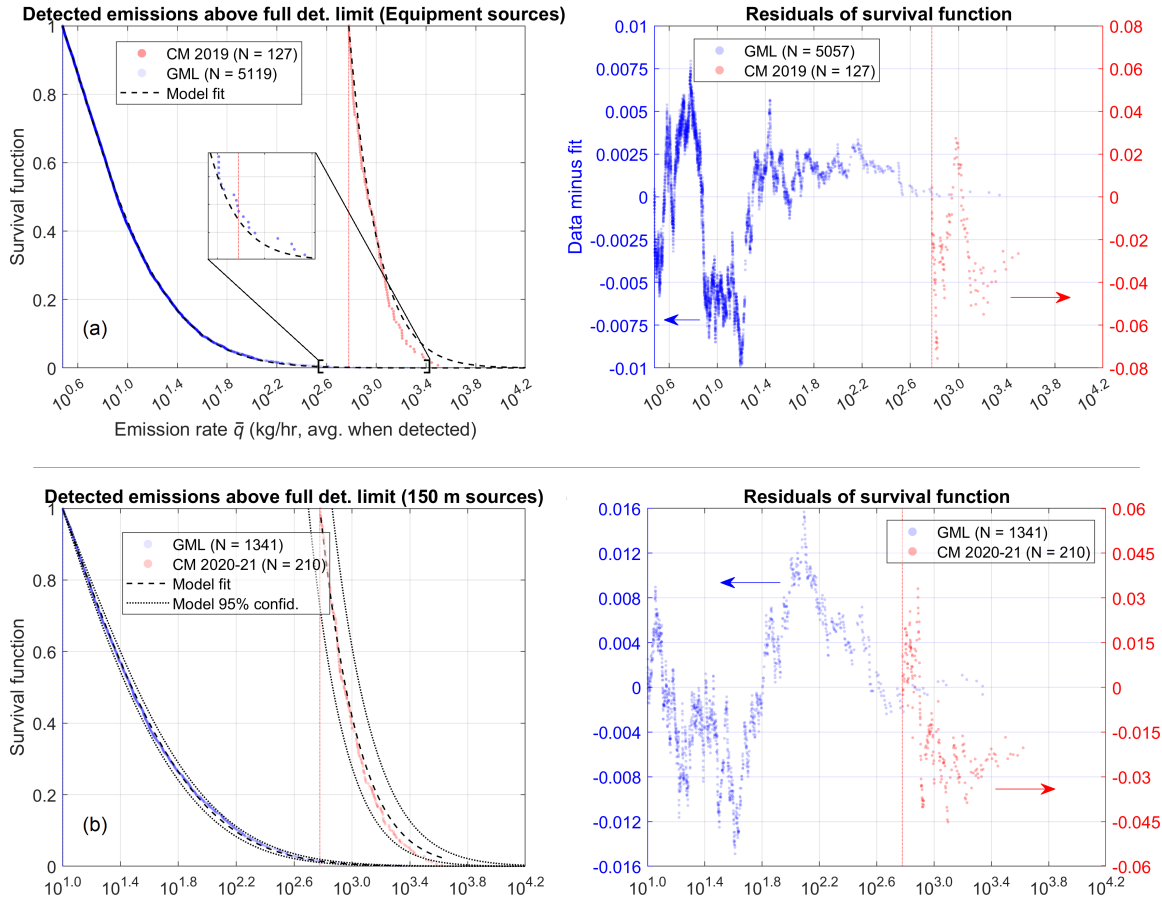 Detected emissions above full det. limit (Equipment sources)
CM 2019 (N = 127)
GML (N = 5119)
Model fit
Survival function
1
0.8
0.6
0.4
0.2
0
(a)
10^0.6 10^1.0 10^1.4 10^1.8 10^2.2 10^2.6 10^3.0 10^3.4 10^3.8 10^4.2
Emission rate q̄ (kg/hr, avg. when detected)
Residuals of survival function
GML (N = 5057)
CM 2019 (N = 127)
Data minus fit
0.01
0.0075
0.005
0.0025
0
-0.0025
-0.005
-0.0075
-0.01
0.08
0.06
0.04
0.02
0
-0.02
-0.04
-0.06
-0.08
10^0.6 10^1.0 10^1.4 10^1.8 10^2.2 10^2.6 10^3.0 10^3.4 10^3.8 10^4.2
Detected emissions above full det. limit (150 m sources)
GML (N = 1341)
CM 2020-21 (N = 210)
Model fit
Model 95% confid.
Survival function
1
0.8
0.6
0.4
0.2
0
(b)
10^1.0 10^1.4 10^1.8 10^2.2 10^2.6 10^3.0 10^3.4 10^3.8 10^4.2
Residuals of survival function
GML (N = 1341)
CM 2020-21 (N = 210)
0.016
0.012
0.008
0.004
0
-0.004
-0.008
-0.012
-0.016
0.06
0.045
0.03
0.015
0
-0.015
-0.03
-0.045
-0.06
10^1.0 10^1.4 10^1.8 10^2.2 10^2.6 10^3.0 10^3.4 10^3.8 10^4.2